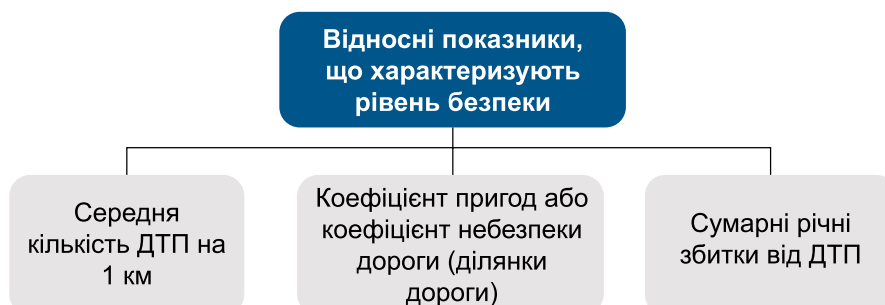 Відносні показники,
що характеризують
рівень безпеки
Середня
кількість ДТП на
1 км
Коефіцієнт пригод або
коефіцієнт небезпеки
дороги (ділянки
дороги)
Сумарні річні
збитки від ДТП